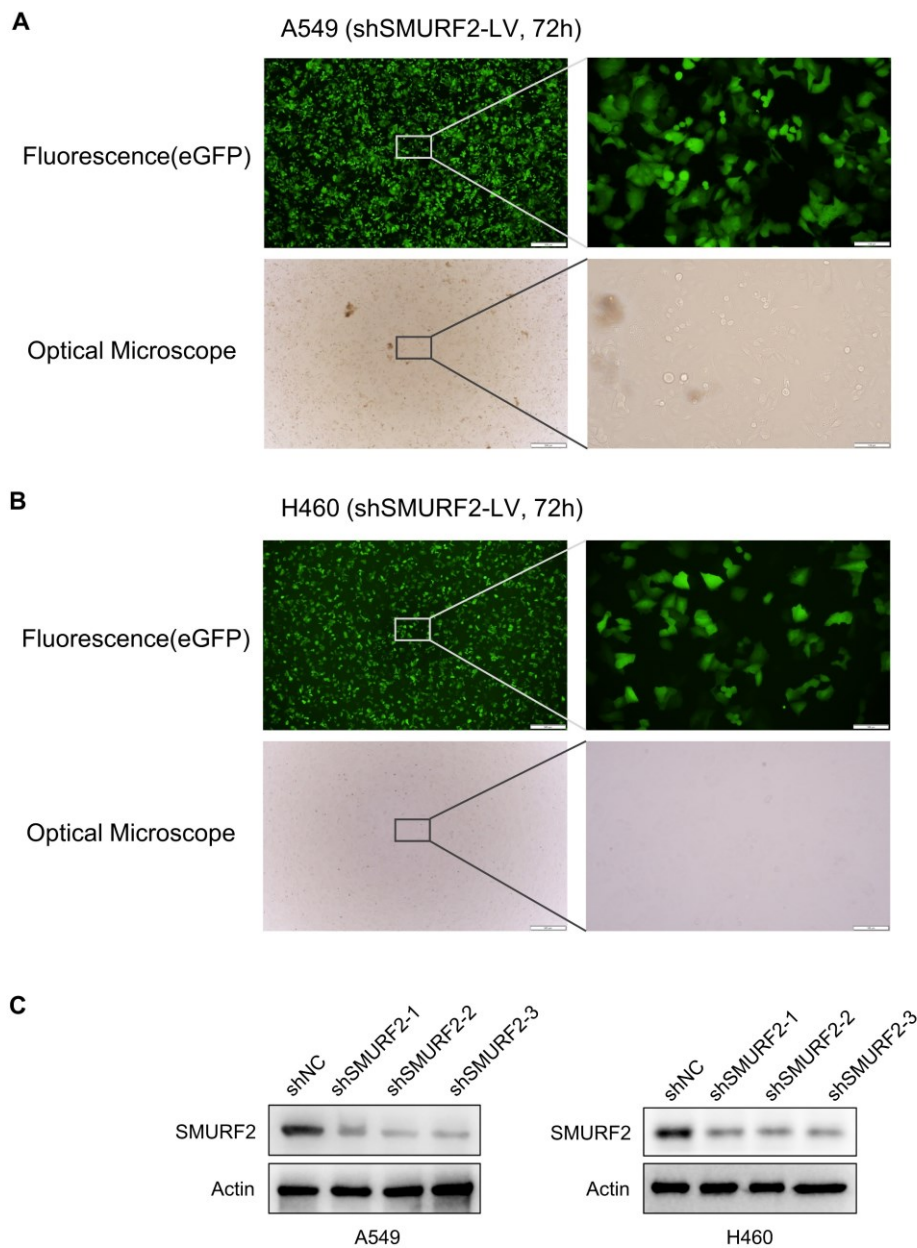 A
A549 (shSMURF2-LV, 72h)
Fluorescence(eGFP)
Optical Microscope
B
H460 (shSMURF2-LV, 72h)
Fluorescence(eGFP)
Optical Microscope
C
shNC shSMURF2-1 shSMURF2-2 shSMURF2-3
shNC shSMURF2-1 shSMURF2-2 shSMURF2-3
SMURF2
SMURF2
Actin
Actin
A549
H460